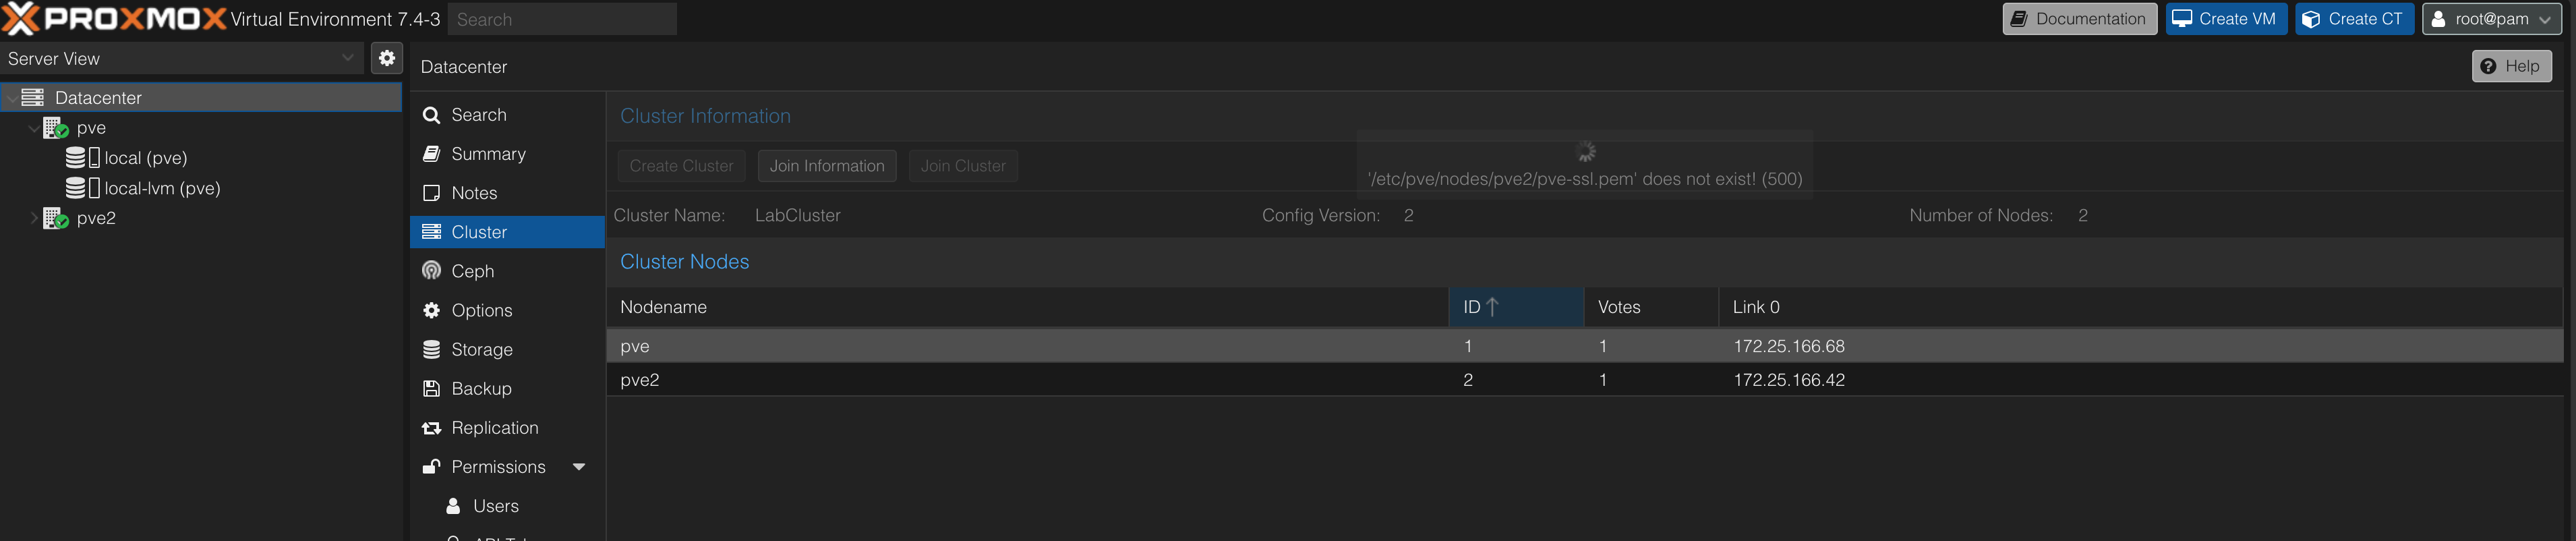 PROXMOX Virtual Environment 7.4-3 Search Documentation Create VM Create CT root@pam
Server View
Datacenter
pve
local (pve)
local-lvm (pve)
pve2
Datacenter
Help
Search
Summary
Notes
Cluster
Ceph
Options
Storage
Backup
Replication
Permissions
Users
Cluster Information
Create Cluster Join Information Join Cluster
'/etc/pve/nodes/pve2/pve-ssl.pem' does not exist! (500)
Cluster Name: LabCluster Config Version: 2 Number of Nodes: 2
Cluster Nodes
Nodename ID Votes Link 0
pve 1 1 172.25.166.68
pve2 2 1 172.25.166.42